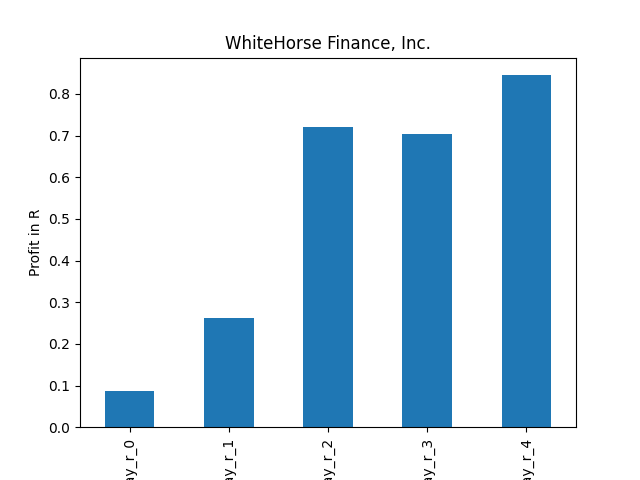 WhiteHorse Finance, Inc.
Profit in R
0.8
0.7
0.6
0.5
0.4
0.3
0.2
0.1
0.0
ay_r_0
ay_r_1
ay_r_2
ay_r_3
ay_r_4